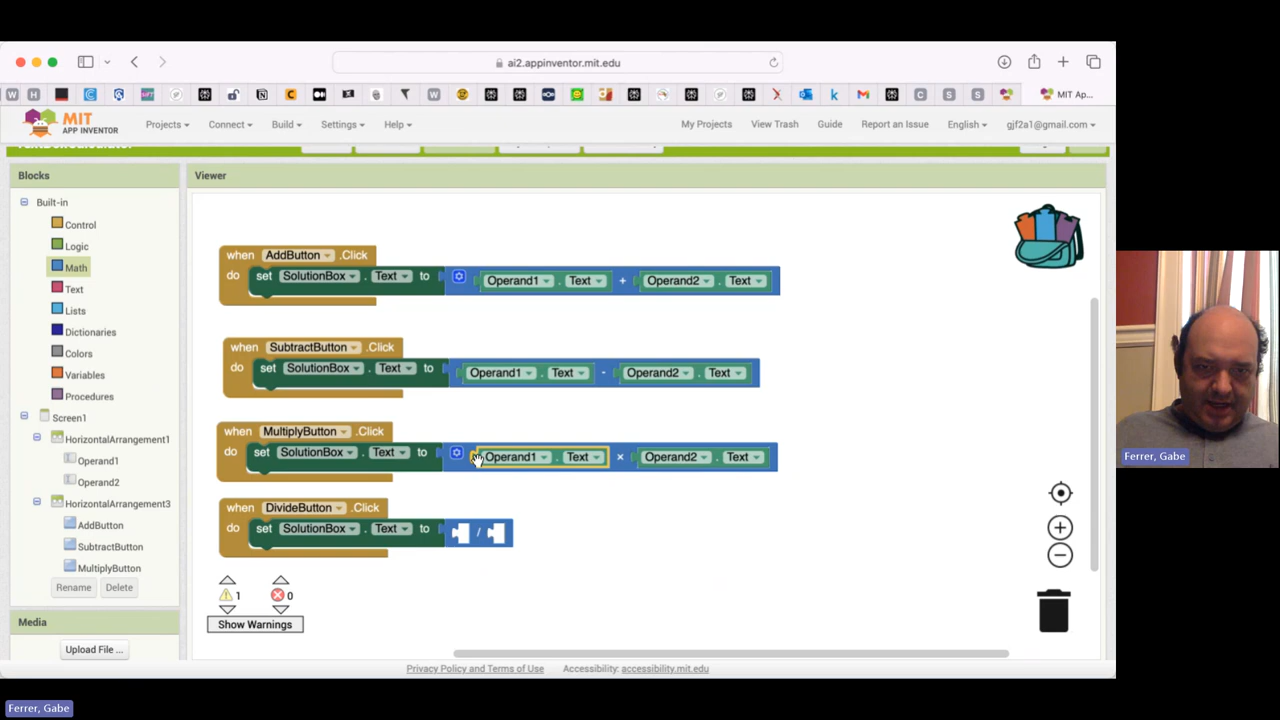 ai2.appinventor.mit.edu
W H C N C W k C S S MIT Ap...
MIT
APP INVENTOR
Projects Connect Build Settings Help My Projects View Trash Guide Report an Issue English gjf2a1@gmail.com
Blocks
Viewer
Built-in
Control
Logic
Math
Text
Lists
Dictionaries
Colors
Variables
Procedures
Screen1
HorizontalArrangement1
Operand1
Operand2
HorizontalArrangement3
AddButton
SubtractButton
MultiplyButton
Rename Delete
Media
Upload File ...
when AddButton .Click
do set SolutionBox . Text to Operand1 . Text + Operand2 . Text
when SubtractButton .Click
do set SolutionBox . Text to Operand1 . Text - Operand2 . Text
when MultiplyButton .Click
do set SolutionBox . Text to Operand1 . Text × Operand2 . Text
when DivideButton .Click
do set SolutionBox . Text to /
1 0
Show Warnings
Privacy Policy and Terms of Use Accessibility: accessibility.mit.edu
Ferrer, Gabe
Ferrer, Gabe